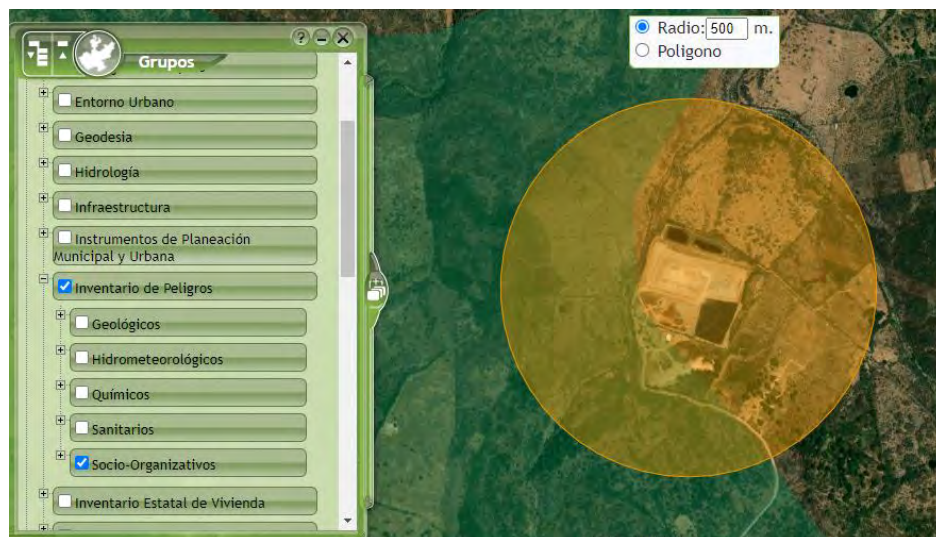 Grupos
Entorno Urbano
Geodesia
Hidrología
Infraestructura
Instrumentos de Planeación
Municipal y Urbana
Inventario de Peligros
Geológicos
Hidrometeorológicos
Químicos
Sanitarios
Socio-Organizativos
Inventario Estatal de Vivienda
Radio: 500 m.
Poligono